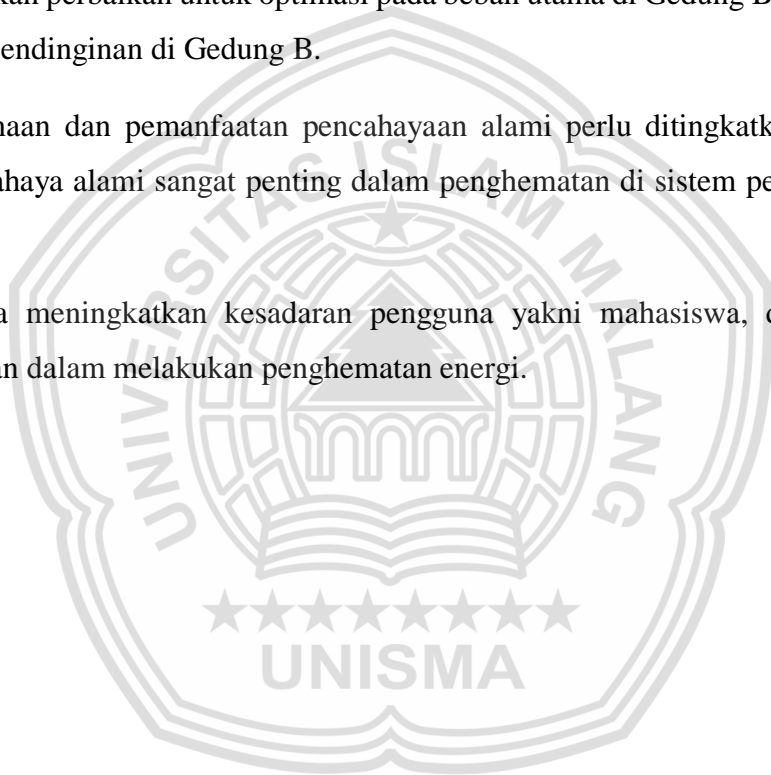 perbaikan untuk optimasi pada beban utama di Gedung B
endinginan di Gedung B.
naan dan pemanfaatan pencahayaan alami perlu ditingkatk
ahaya alami sangat penting dalam penghematan di sistem pe
a meningkatkan kesadaran pengguna yakni mahasiswa, d
an dalam melakukan penghematan energi.
UNIVERSITAS ISLAM MALANG
UNISMA